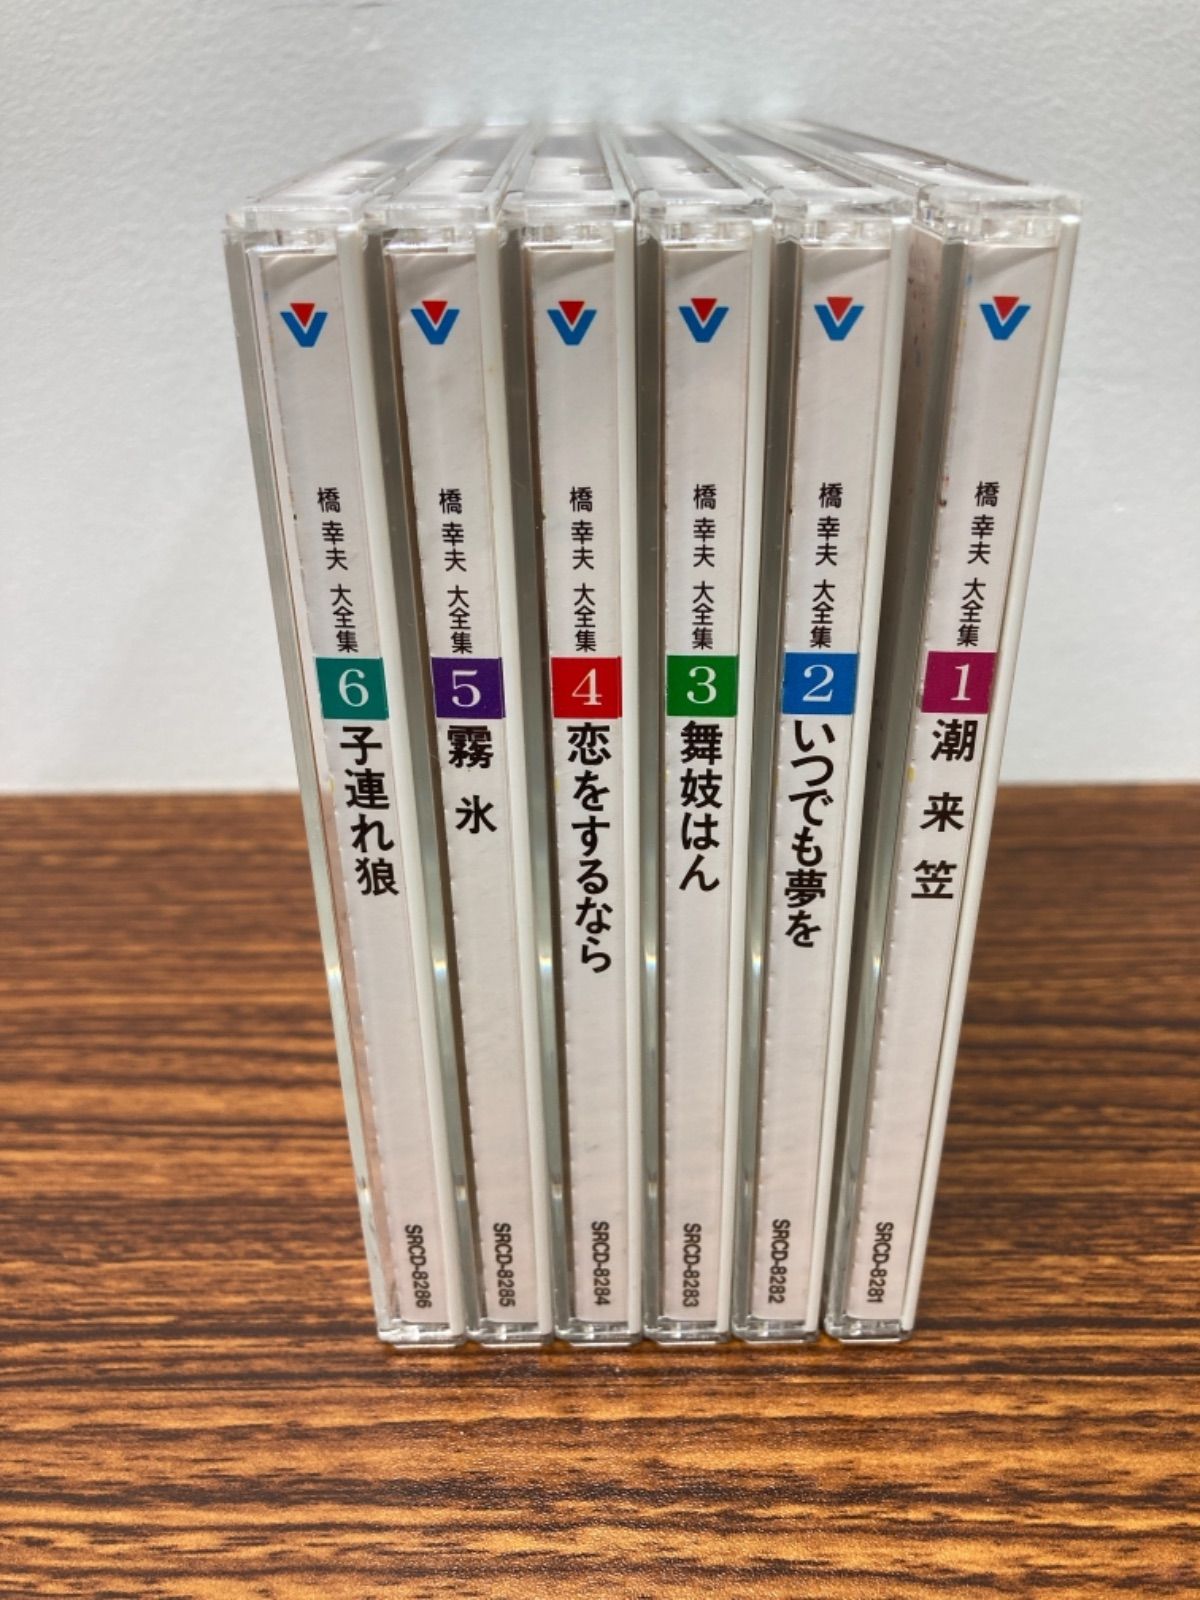 橋 幸夫 大全集
6
子連れ狼
SRCD-8286
橋 幸夫 大全集
5
霧氷
SRCD-8285
橋 幸夫 大全集
4
恋をするなら
SRCD-8284
橋 幸夫 大全集
3
舞妓はん
SRCD-8283
橋 幸夫 大全集
2
いつでも夢を
SRCD-8282
橋 幸夫 大全集
1
潮来笠
SRCD-8281